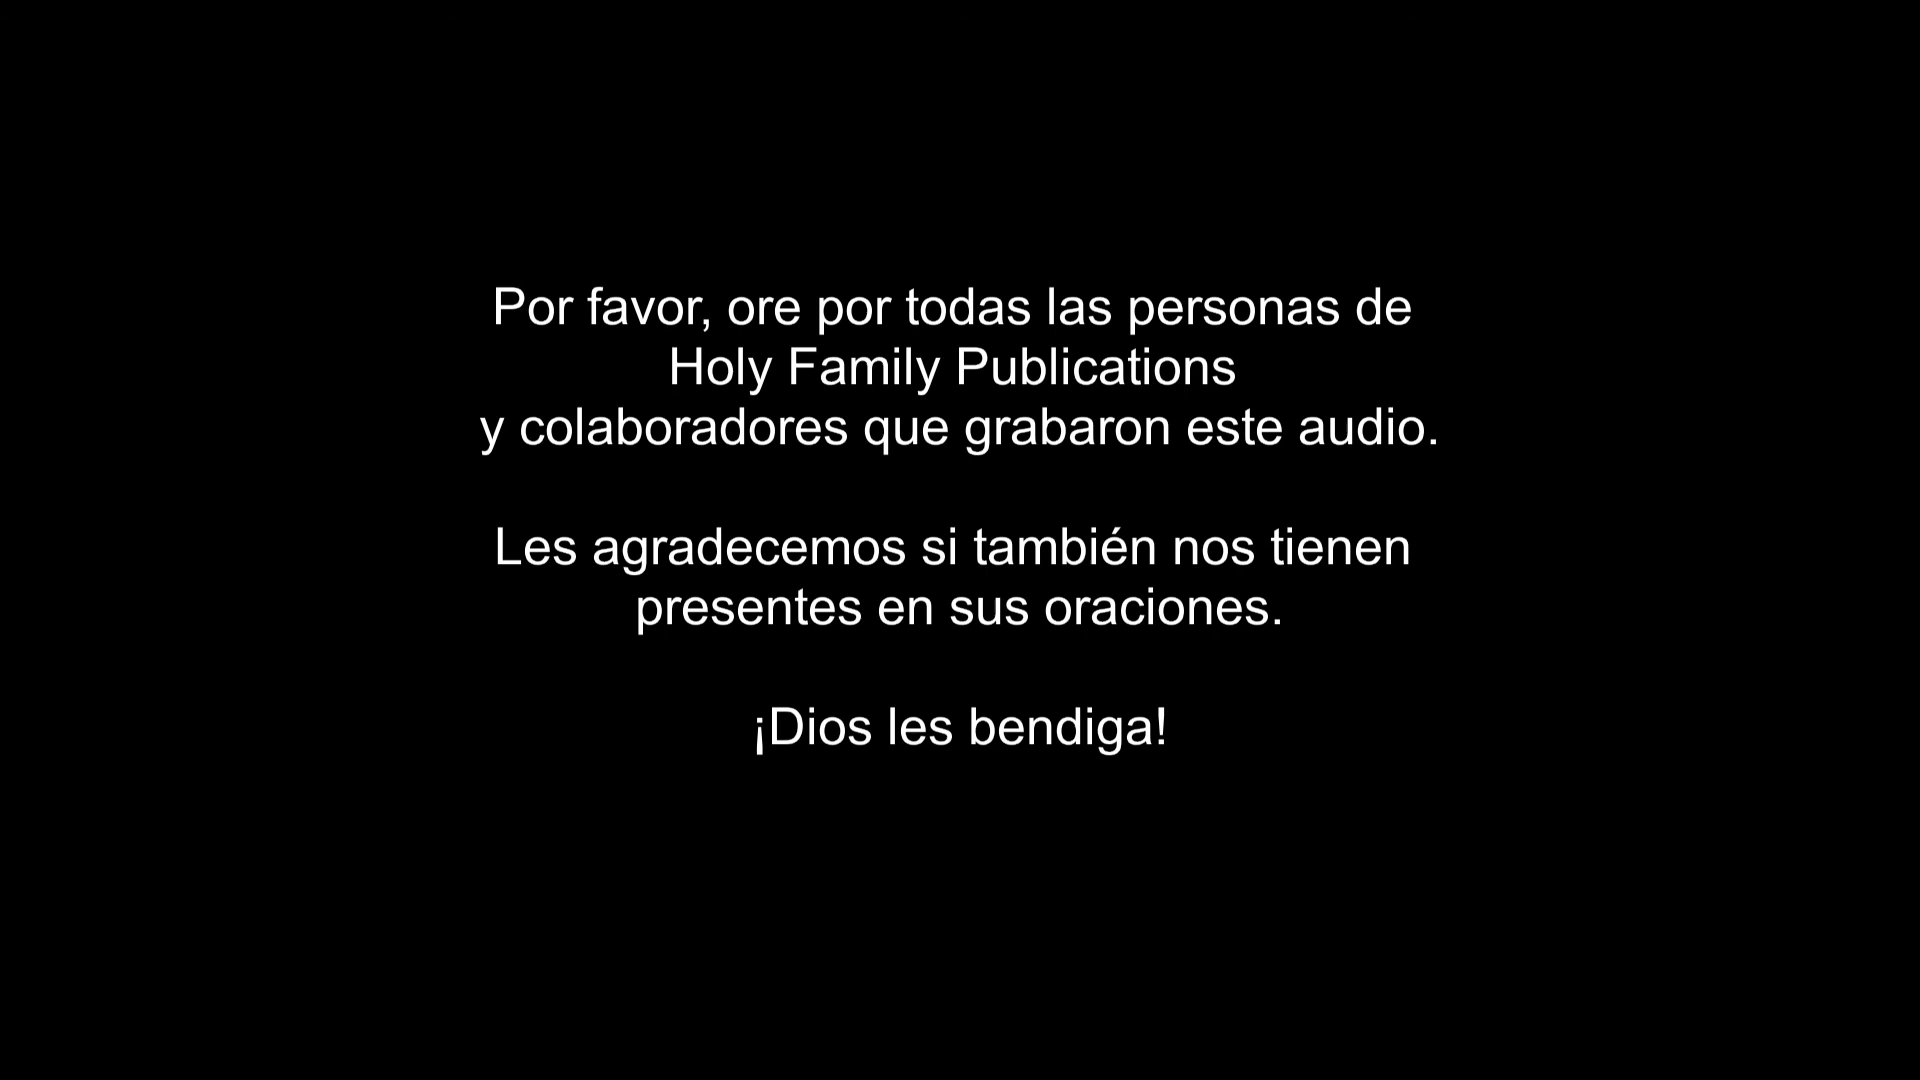 Por favor, ore por todas las personas de
Holy Family Publications
y colaboradores que grabaron este audio.
Les agradecemos si también nos tienen
presentes en sus oraciones.
¡Dios les bendiga!